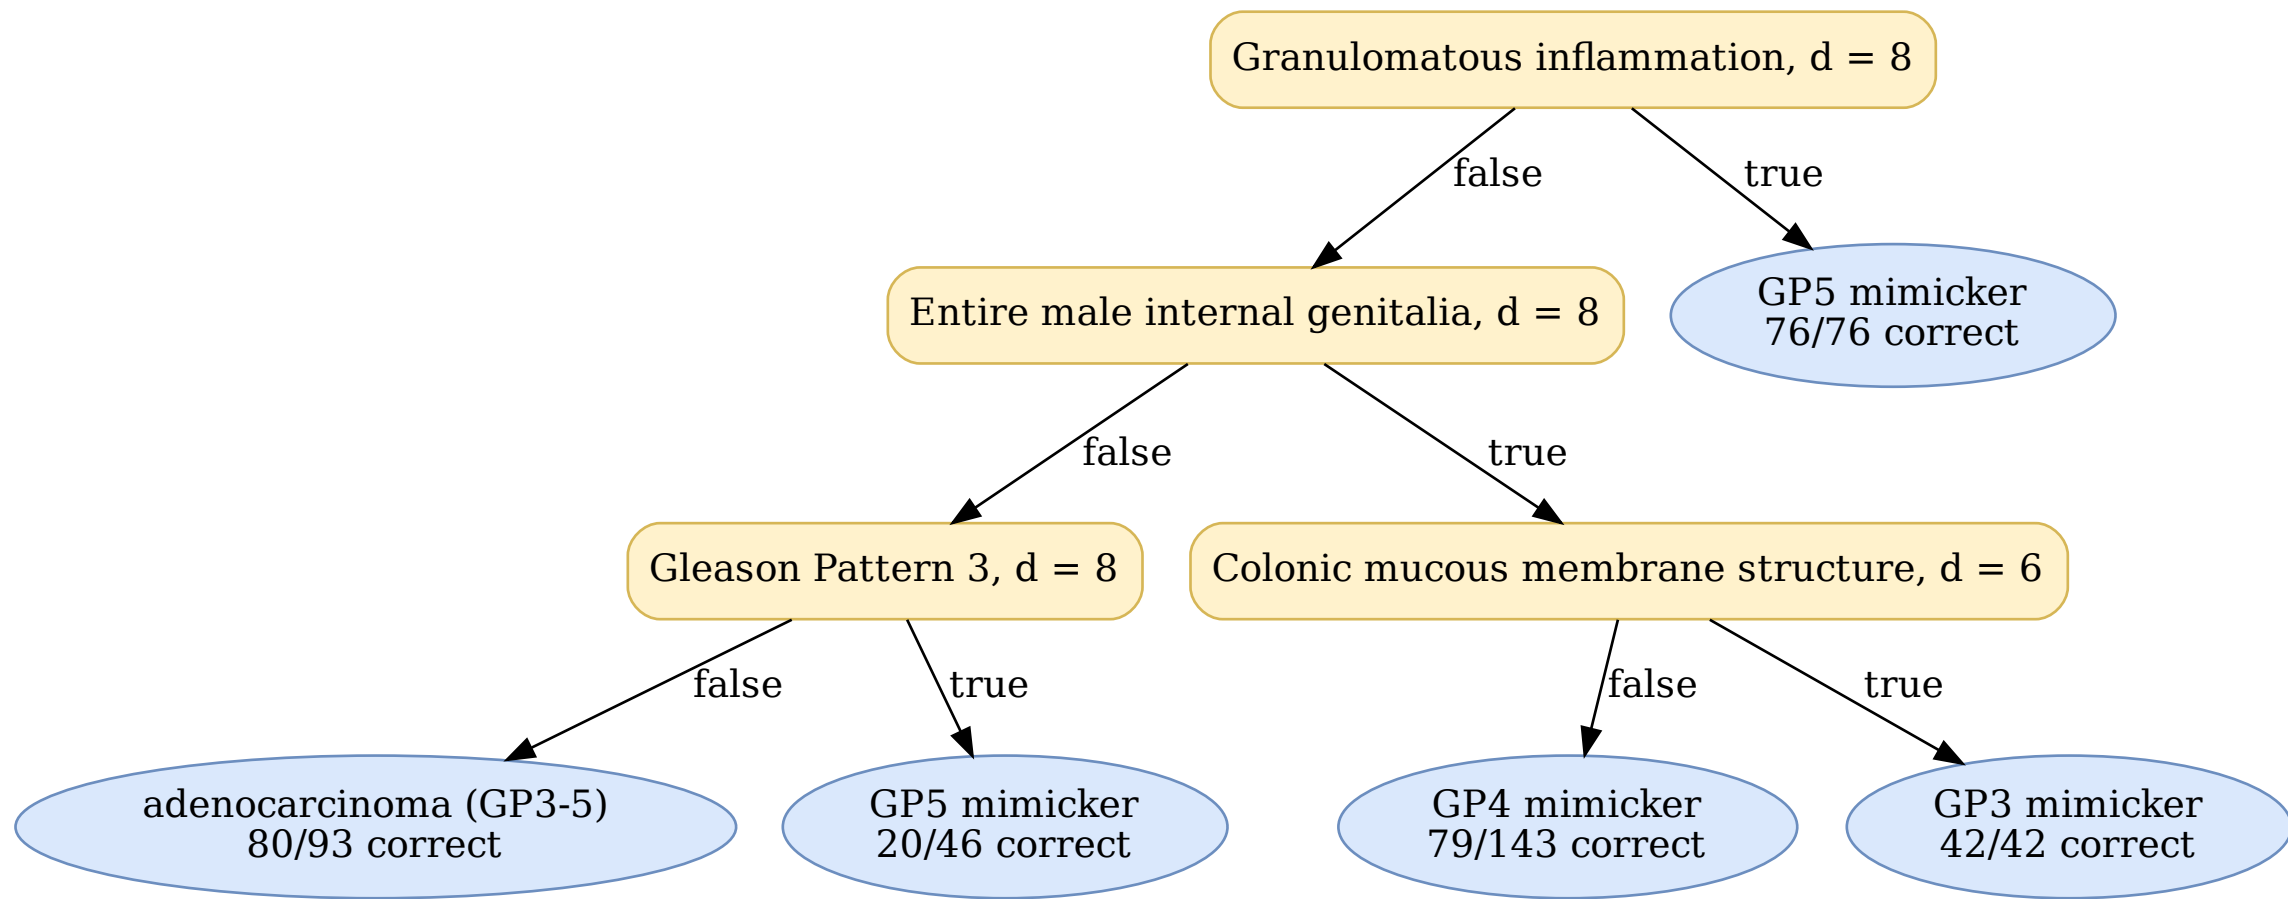 Granulomatous inflammation, d = 8
false
true
Entire male internal genitalia, d = 8
GP5 mimicker
76/76 correct
false
true
Gleason Pattern 3, d = 8
Colonic mucous membrane structure, d = 6
false
true
false
true
adenocarcinoma (GP3-5)
80/93 correct
GP5 mimicker
20/46 correct
GP4 mimicker
79/143 correct
GP3 mimicker
42/42 correct